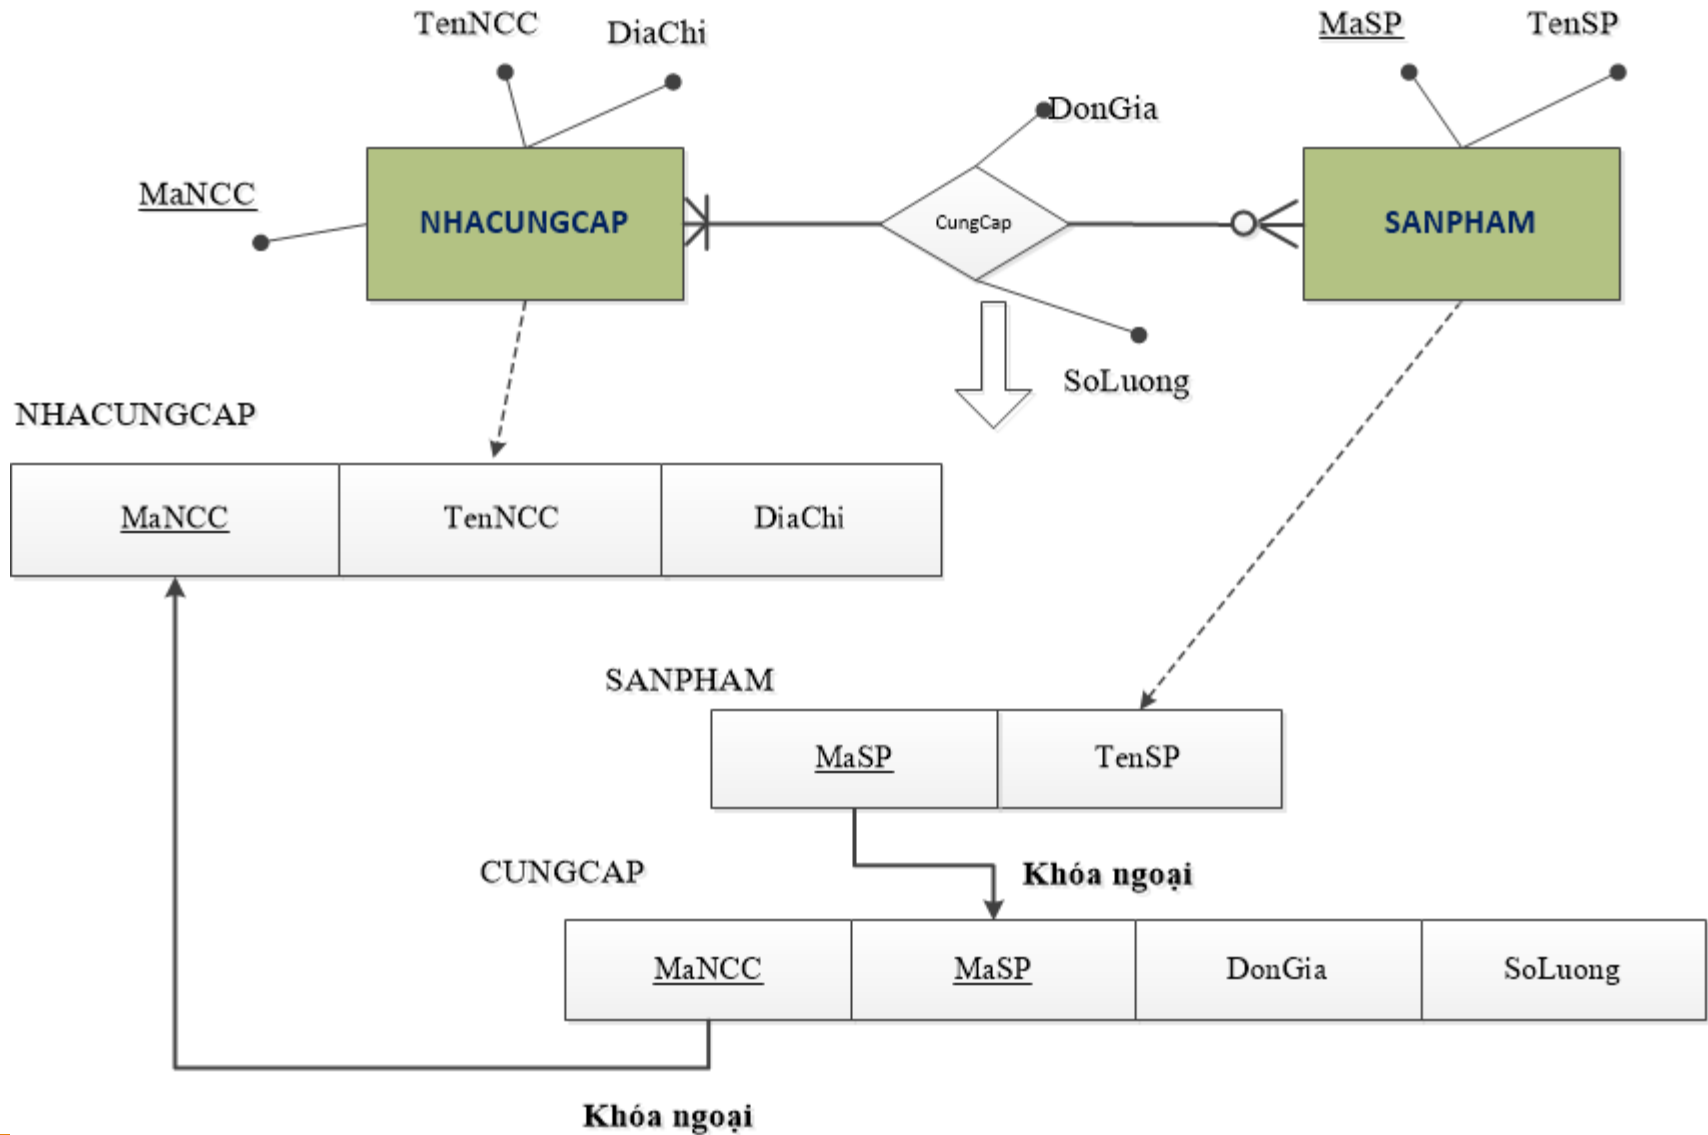 TenNCC
DiaChi
MaSP
TenSP
DonGia
MaNCC
NHACUNGCAP
CungCap
SANPHAM
SoLuong
NHACUNGCAP
MaNCC TenNCC DiaChi
SANPHAM
MaSP TenSP
CUNGCAP
Khóa ngoại
MaNCC MaSP DonGia SoLuong
Khóa ngoại